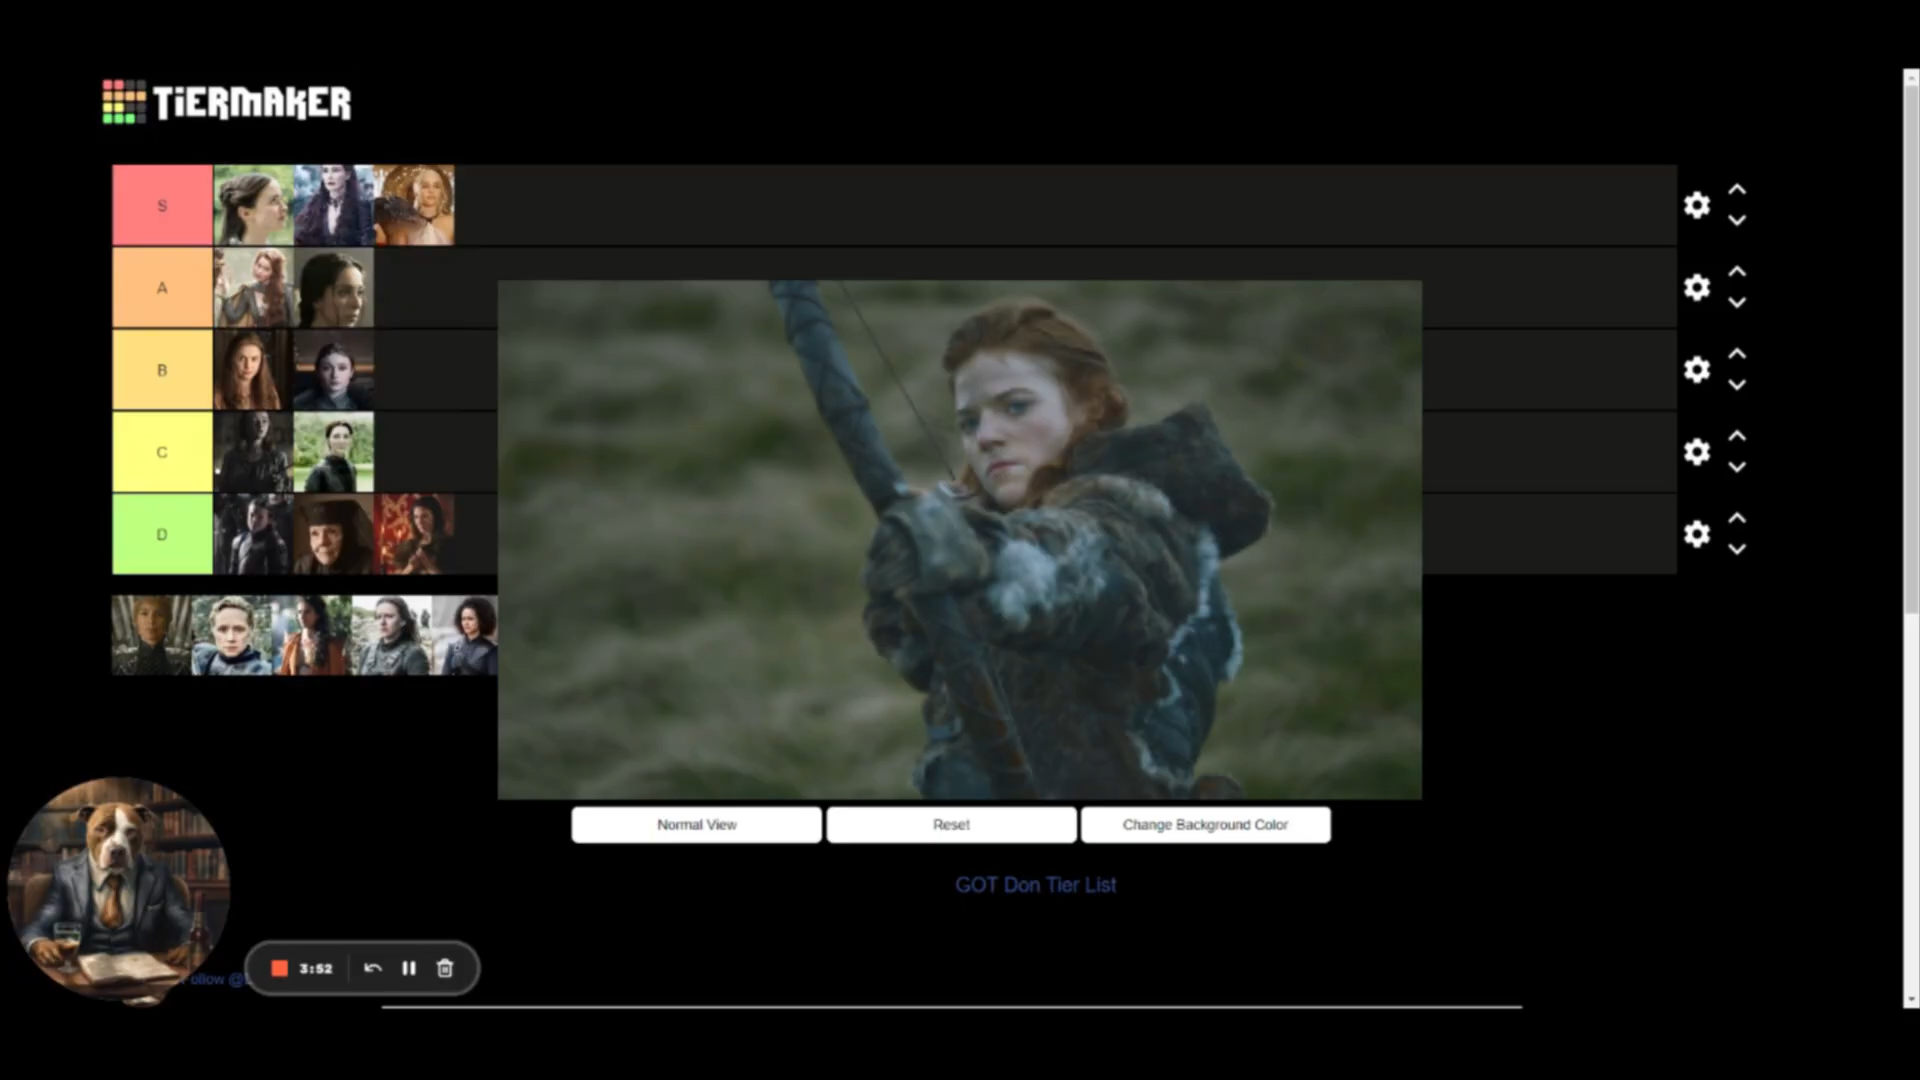 TiERMAKER
S
A
B
C
D
Normal View
Reset
Change Background Color
GOT Don Tier List
3:52